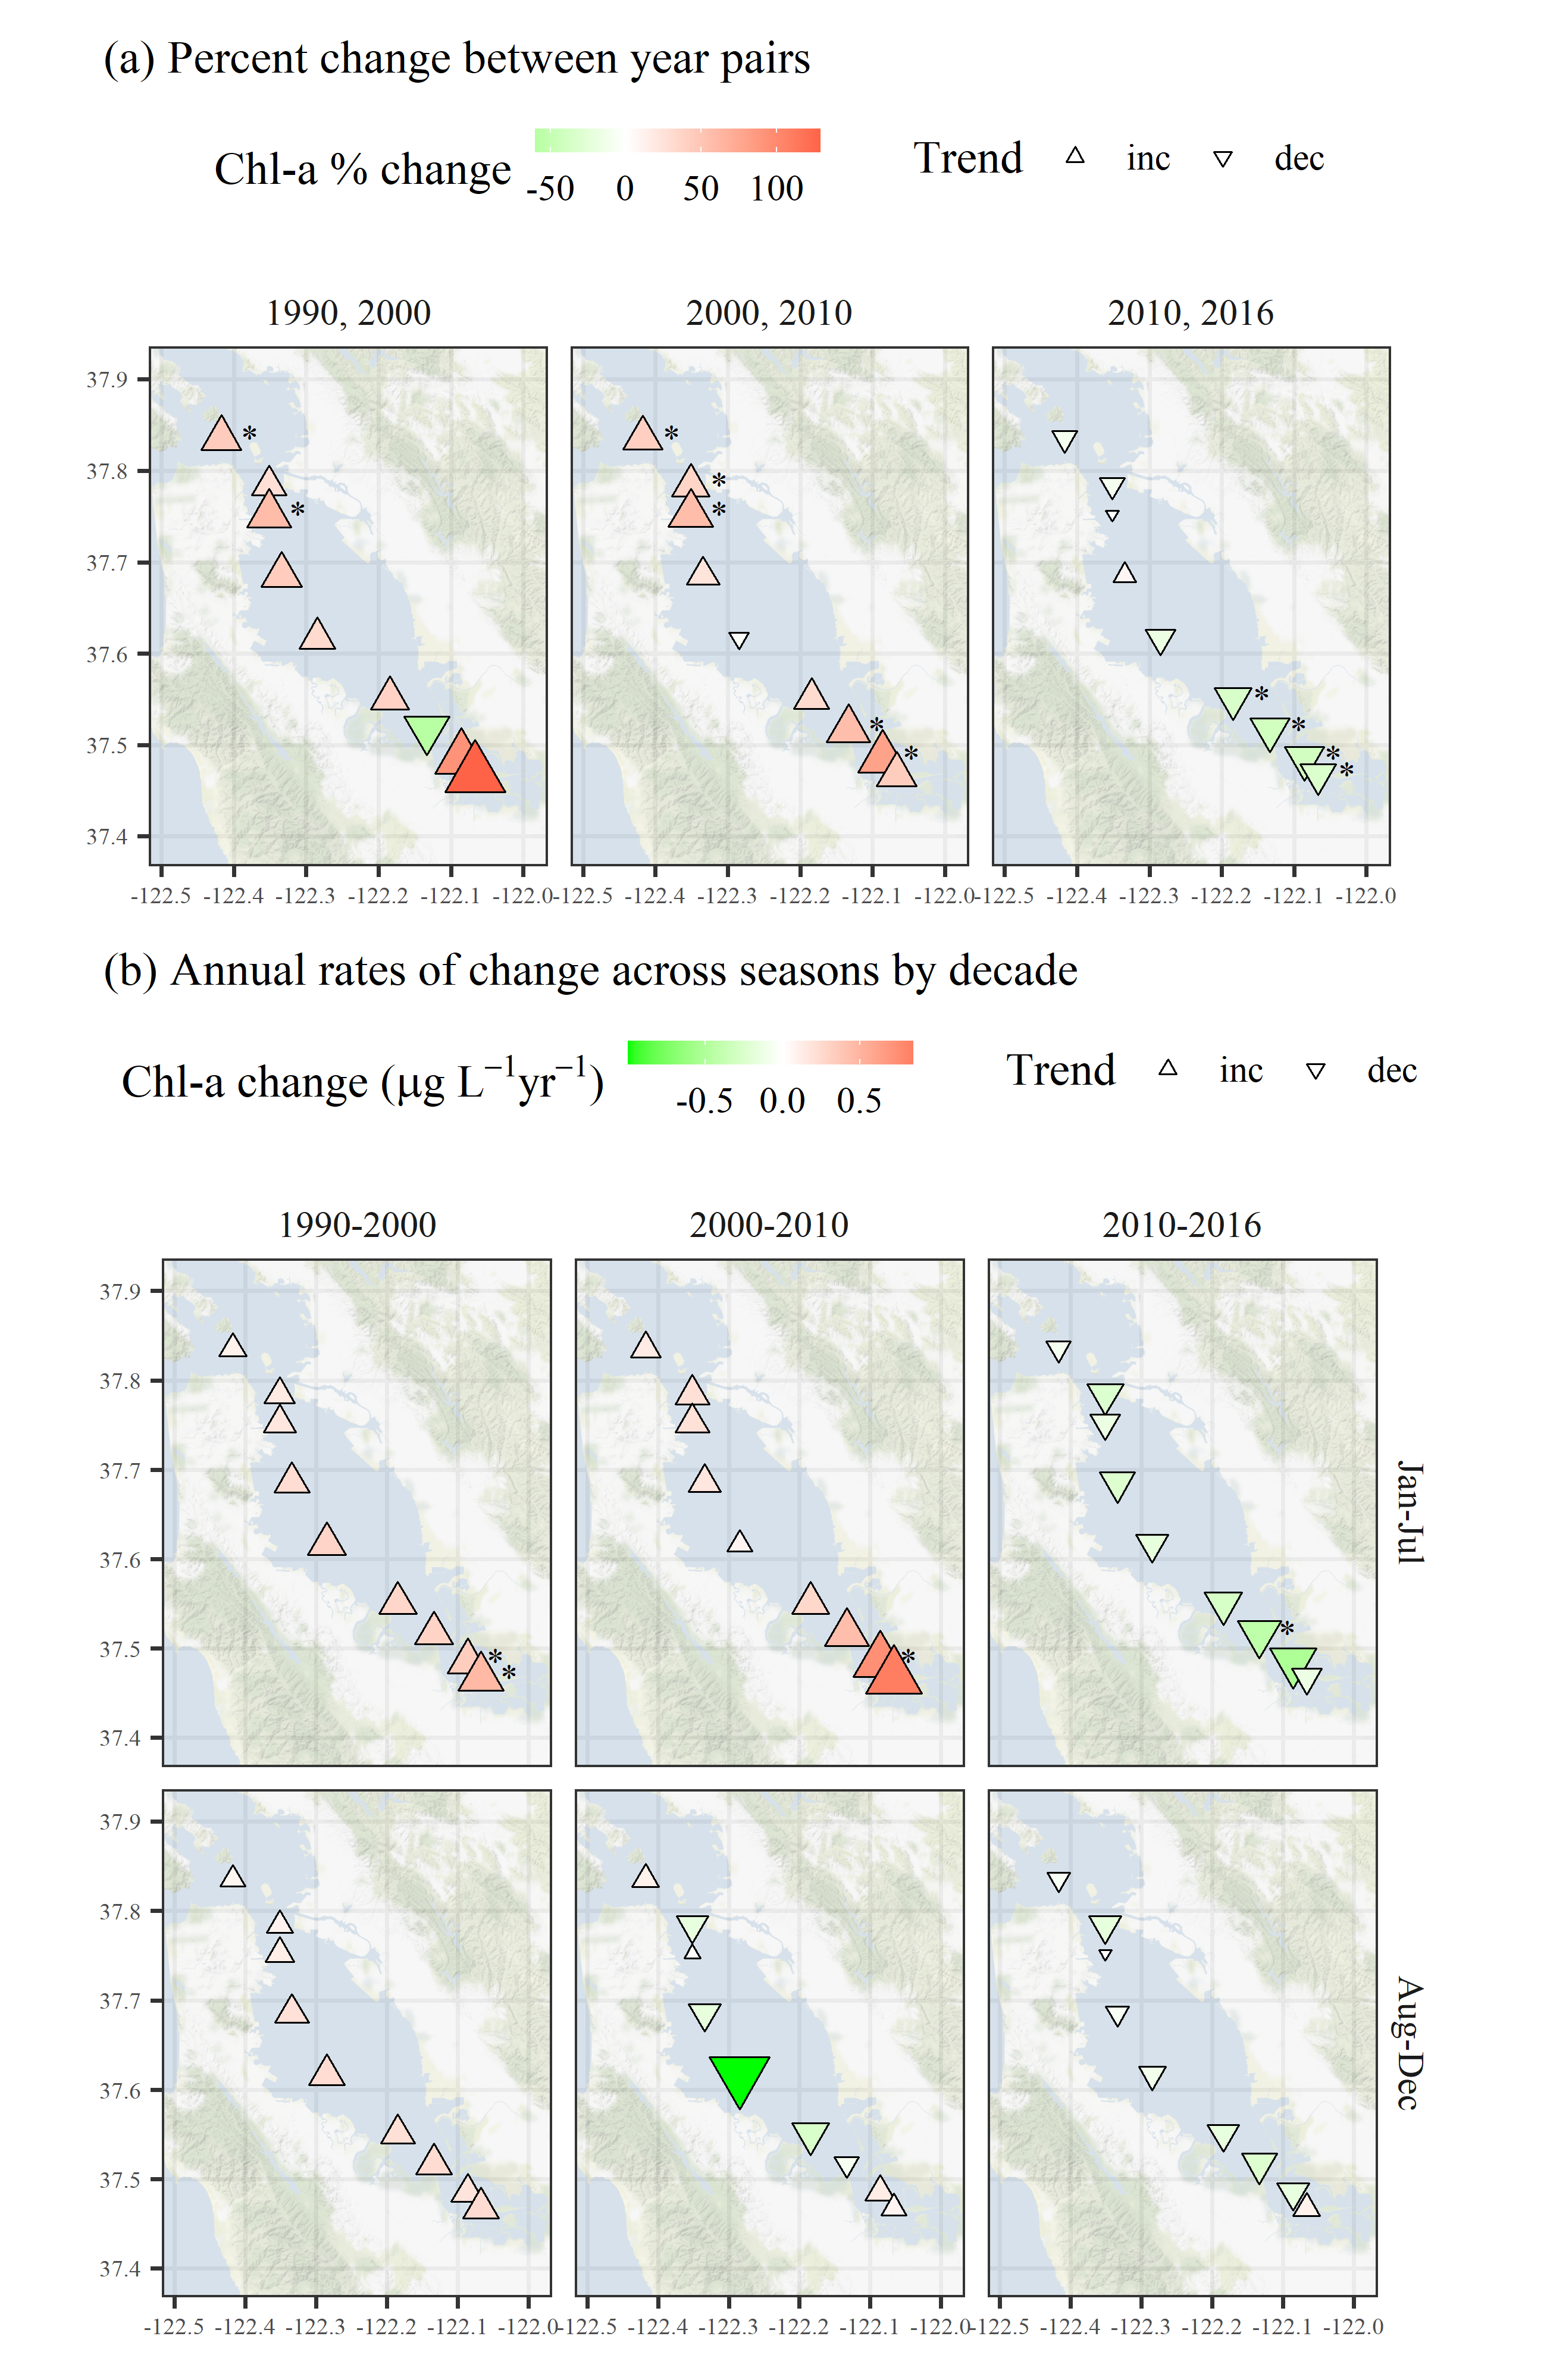 (a) Percent change between year pairs
Chl-a % change
-50 0 50 100
Trend inc dec
1990, 2000
2000, 2010
2010, 2016
*
*
*
*
*
*
*
*
*
*
*
37.9
37.8
37.7
37.6
37.5
37.4
-122.5 -122.4 -122.3 -122.2 -122.1 -122.0
-122.5 -122.4 -122.3 -122.2 -122.1 -122.0
-122.5 -122.4 -122.3 -122.2 -122.1 -122.0
(b) Annual rates of change across seasons by decade
Chl-a change (µg L⁻¹yr⁻¹)
-0.5 0.0 0.5
Trend inc dec
1990-2000
2000-2010
2010-2016
37.9
37.8
37.7
37.6
37.5
37.4
*
*
*
*
Jan-Jul
37.9
37.8
37.7
37.6
37.5
37.4
Aug-Dec
-122.5 -122.4 -122.3 -122.2 -122.1 -122.0
-122.5 -122.4 -122.3 -122.2 -122.1 -122.0
-122.5 -122.4 -122.3 -122.2 -122.1 -122.0